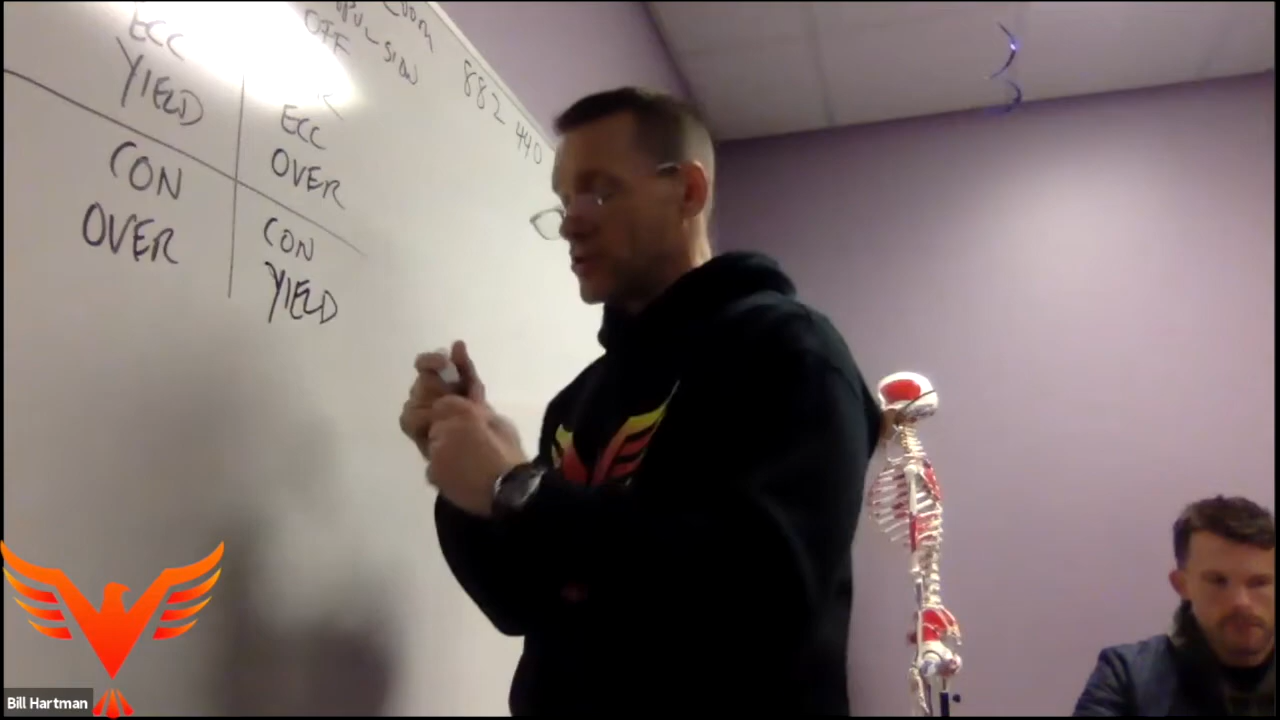 ECC
YIELD
CON
OVER
OFF
ECC
OVER
CON
YIELD
882 440
Bill Hartman